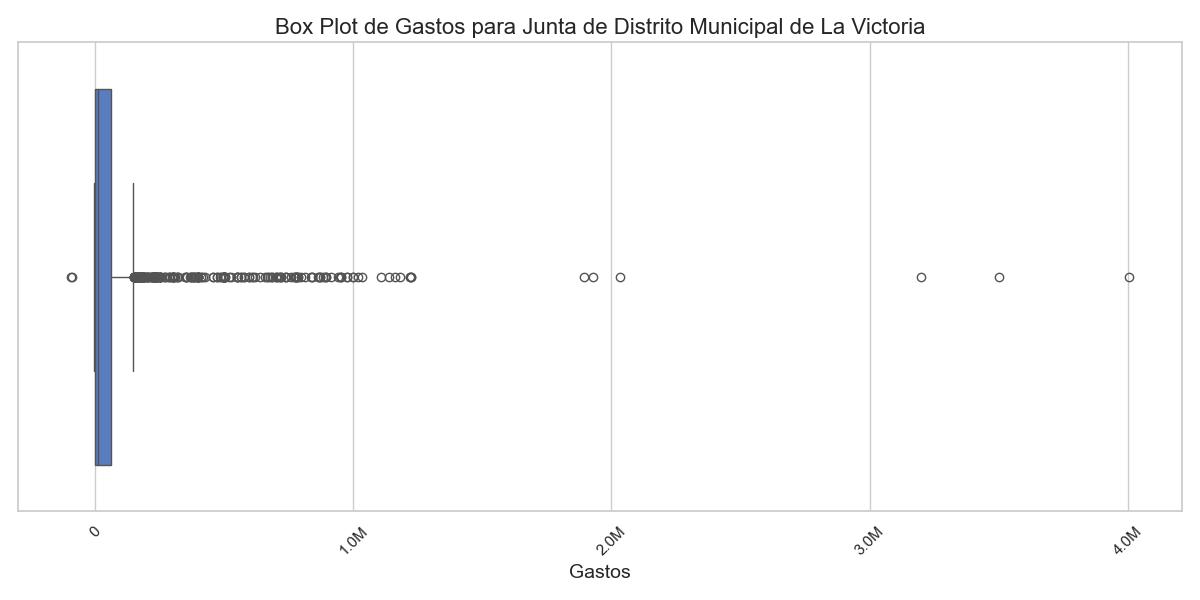 Box Plot de Gastos para Junta de Distrito Municipal de La Victoria
0
1.0M
2.0M
3.0M
4.0M
Gastos